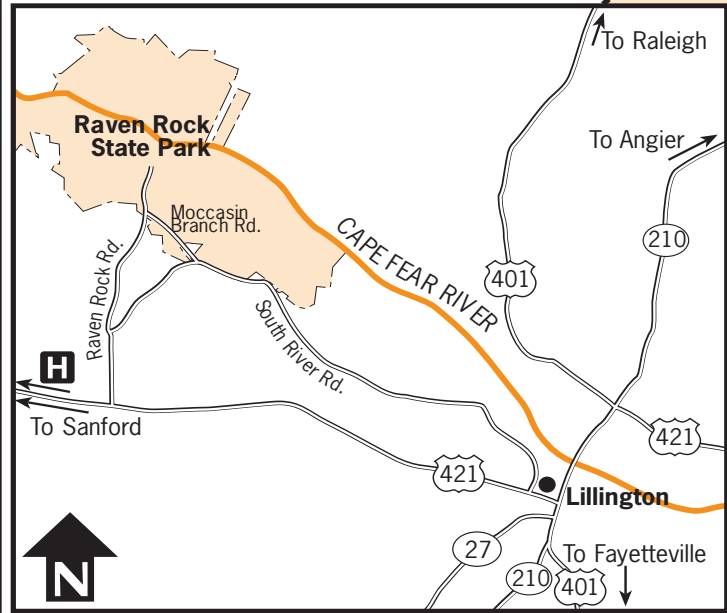 To Raleigh
Raven Rock
State Park
To Angier
Moccasin
Branch Rd.
210
CAPE FEAR RIVER
401
Raven Rock Rd.
South River Rd.
H
To Sanford
421
421
Lillington
27
To Fayetteville
210
401
N